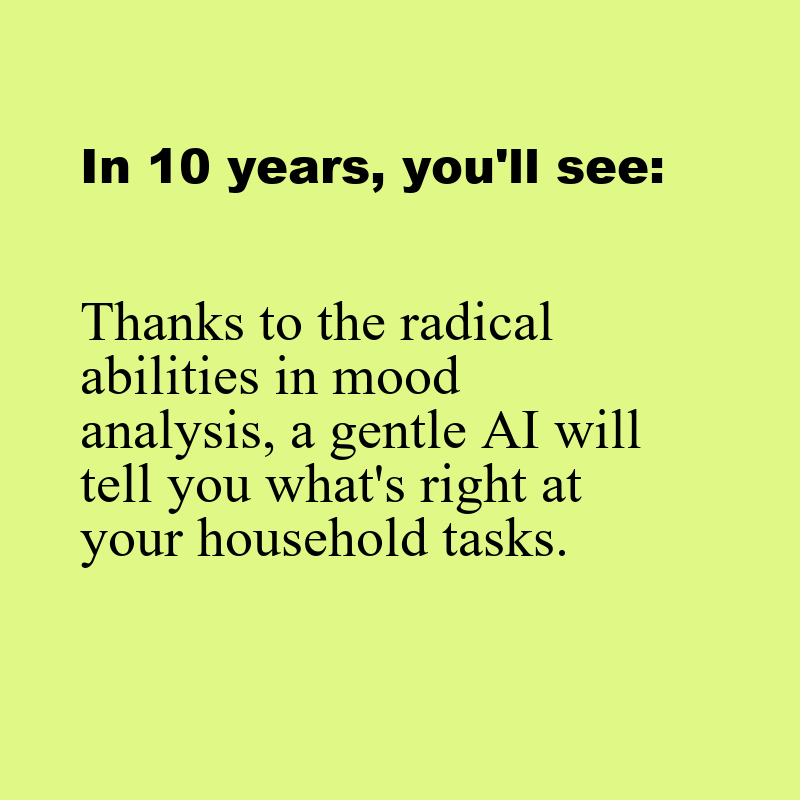 In 10 years, you'll see:
Thanks to the radical
abilities in mood
analysis, a gentle AI will
tell you what's right at
your household tasks.